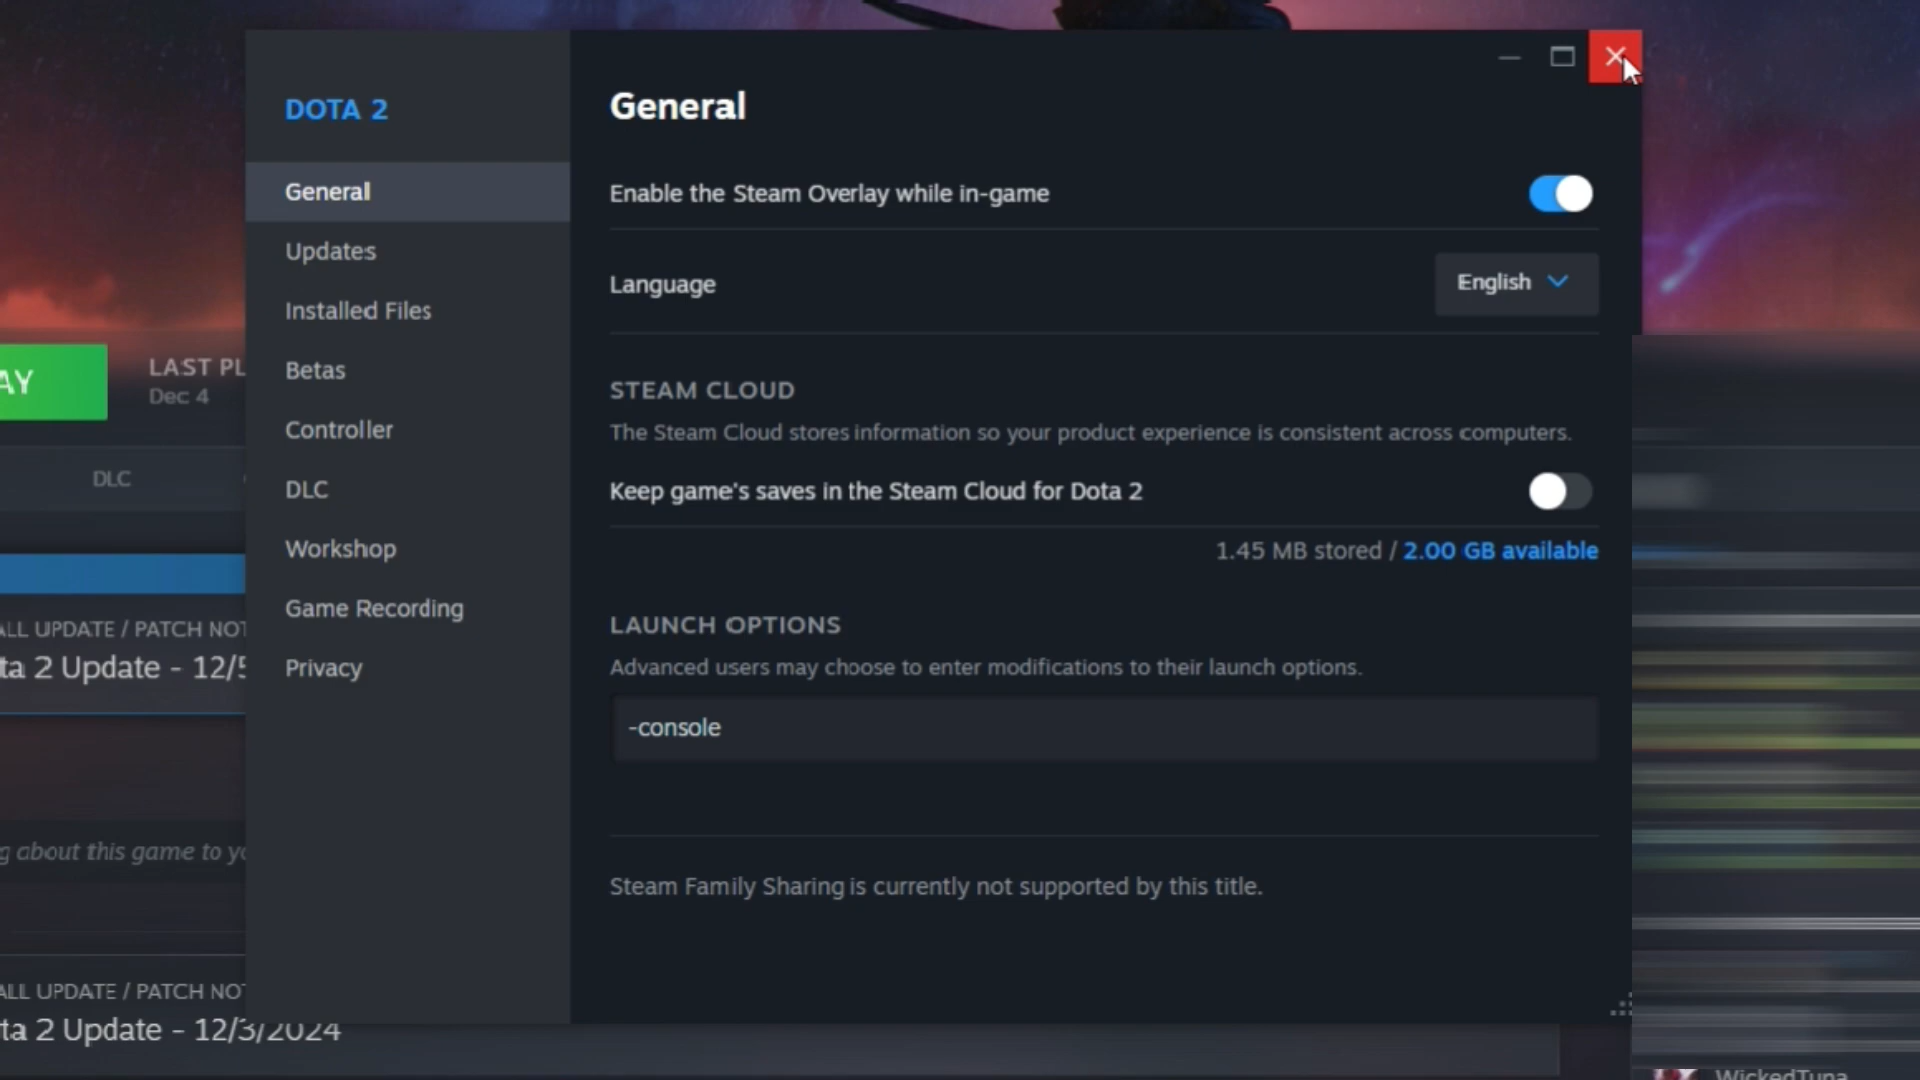 DOTA 2
General
Updates
Installed Files
Betas
Controller
DLC
Workshop
Game Recording
Privacy
General
Enable the Steam Overlay while in-game
Language
English
STEAM CLOUD
The Steam Cloud stores information so your product experience is consistent across computers.
Keep game's saves in the Steam Cloud for Dota 2
1.45 MB stored / 2.00 GB available
LAUNCH OPTIONS
Advanced users may choose to enter modifications to their launch options.
-console
Steam Family Sharing is currently not supported by this title.
AY
LAST PL
Dec 4
DLC
ALL UPDATE / PATCH NOT
ta 2 Update - 12/5
g about this game to yo
ALL UPDATE / PATCH NOT
ta 2 Update - 12/3/2024
WickedTuna